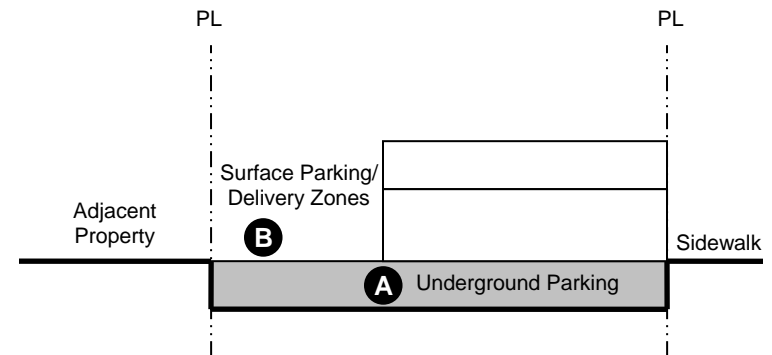 PL
PL
Surface Parking/
Delivery Zones
Adjacent
Property
B
Sidewalk
A
Underground Parking